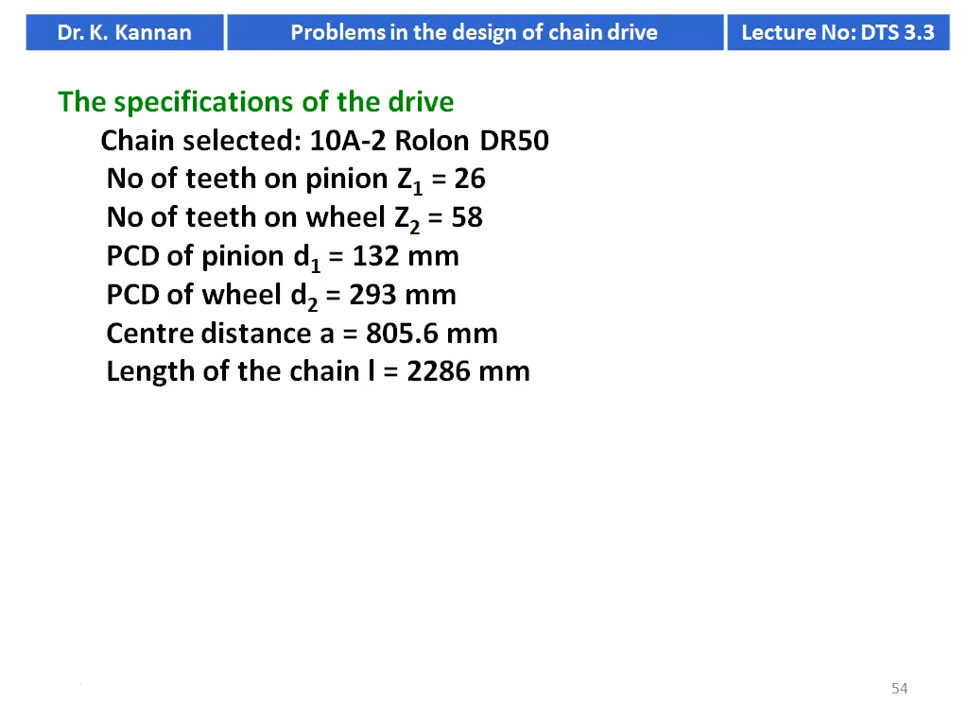 Dr. K. Kannan
Problems in the design of chain drive
Lecture No: DTS 3.3
The specifications of the drive
Chain selected: 10A-2 Rolon DR50
No of teeth on pinion Z₁ = 26
No of teeth on wheel Z₂ = 58
PCD of pinion d₁ = 132 mm
PCD of wheel d₂ = 293 mm
Centre distance a = 805.6 mm
Length of the chain l = 2286 mm
54